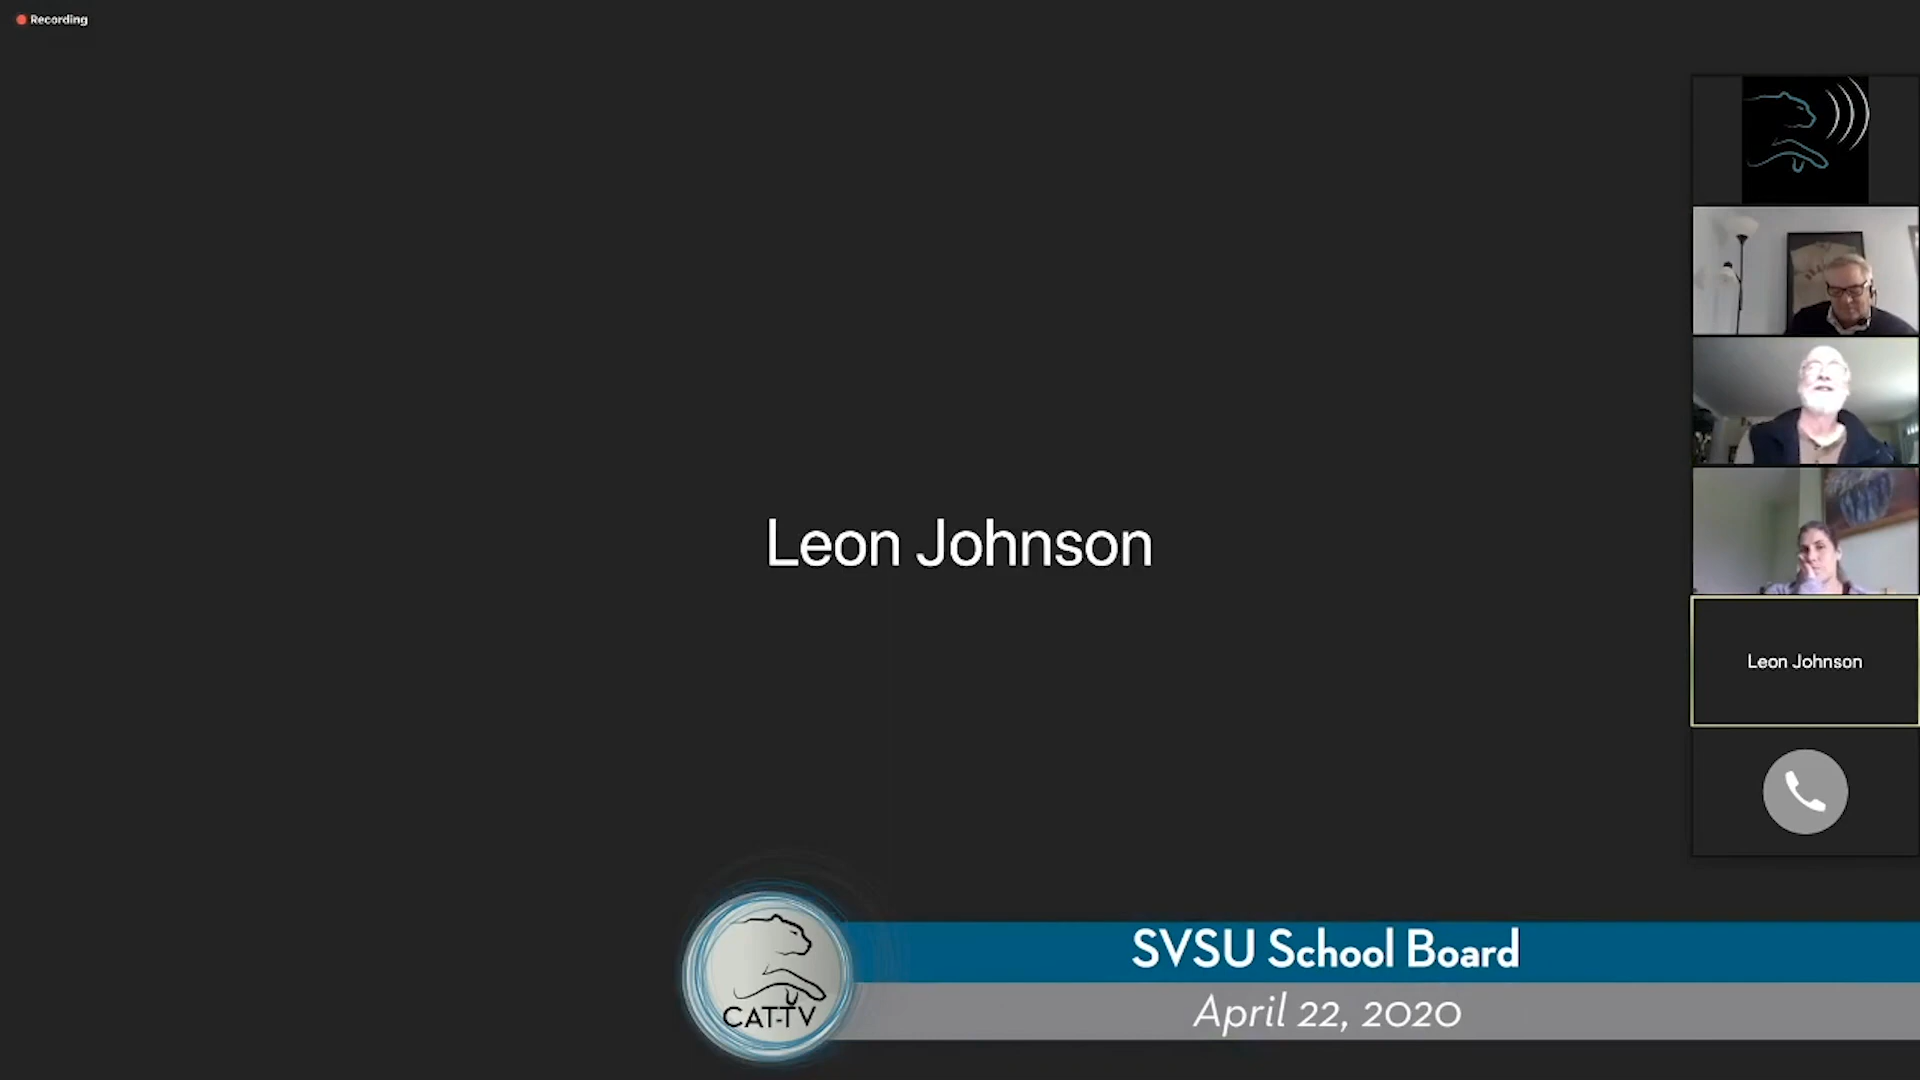 Recording
Leon Johnson
Leon Johnson
SVSU School Board
April 22, 2020
CAT-TV